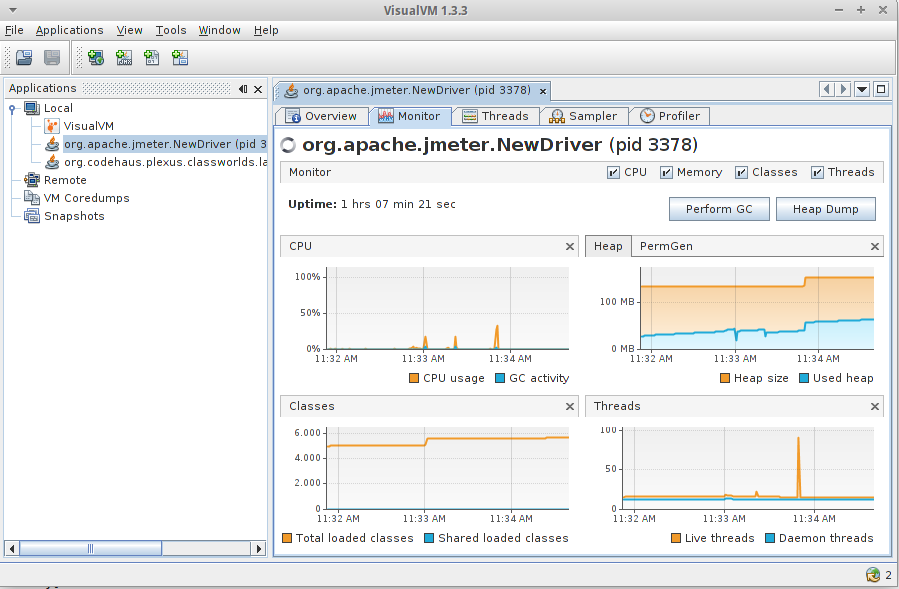 VisualVM 1.3.3
File Applications View Tools Window Help
Applications
Local
VisualVM
org.apache.jmeter.NewDriver (pid 3
org.codehaus.plexus.classworlds.la
Remote
VM Coredumps
Snapshots
org.apache.jmeter.NewDriver (pid 3378)
Overview Monitor Threads Sampler Profiler
org.apache.jmeter.NewDriver (pid 3378)
Monitor CPU Memory Classes Threads
Uptime: 1 hrs 07 min 21 sec Perform GC Heap Dump
CPU
100%
50%
0%
11:32 AM 11:33 AM 11:34 AM
CPU usage GC activity
Heap PermGen
100 MB
0 MB
11:32 AM 11:33 AM 11:34 AM
Heap size Used heap
Classes
6.000
4.000
2.000
0
11:32 AM 11:33 AM 11:34 AM
Total loaded classes Shared loaded classes
Threads
100
50
0
11:32 AM 11:33 AM 11:34 AM
Live threads Daemon threads
2